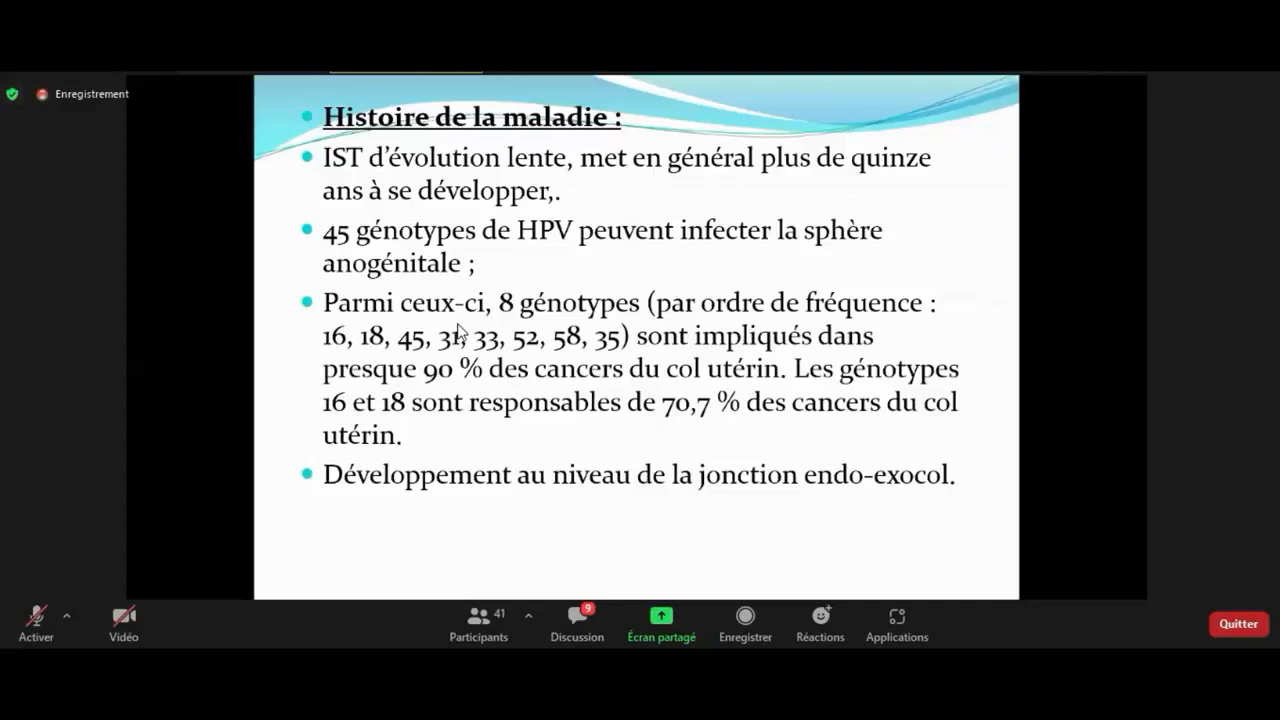 Enregistrement
Histoire de la maladie :
IST d'évolution lente, met en général plus de quinze
ans à se développer,.
45 génotypes de HPV peuvent infecter la sphère
anogénitale ;
Parmi ceux-ci, 8 génotypes (par ordre de fréquence :
16, 18, 45, 31, 33, 52, 58, 35) sont impliqués dans
presque 90 % des cancers du col utérin. Les génotypes
16 et 18 sont responsables de 70,7 % des cancers du col
utérin.
Développement au niveau de la jonction endo-exocol.
41
9
Activer
Vidéo
Participants
Discussion
Écran partagé
Enregistrer
Réactions
Applications
Quitter